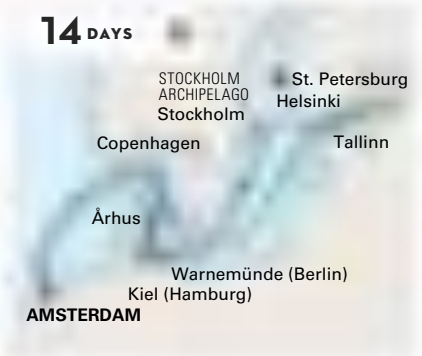 14 DAYS
STOCKHOLM
ARCHIPELAGO
Stockholm
St. Petersburg
Helsinki
Copenhagen
Tallinn
Århus
Warnemünde (Berlin)
Kiel (Hamburg)
AMSTERDAM